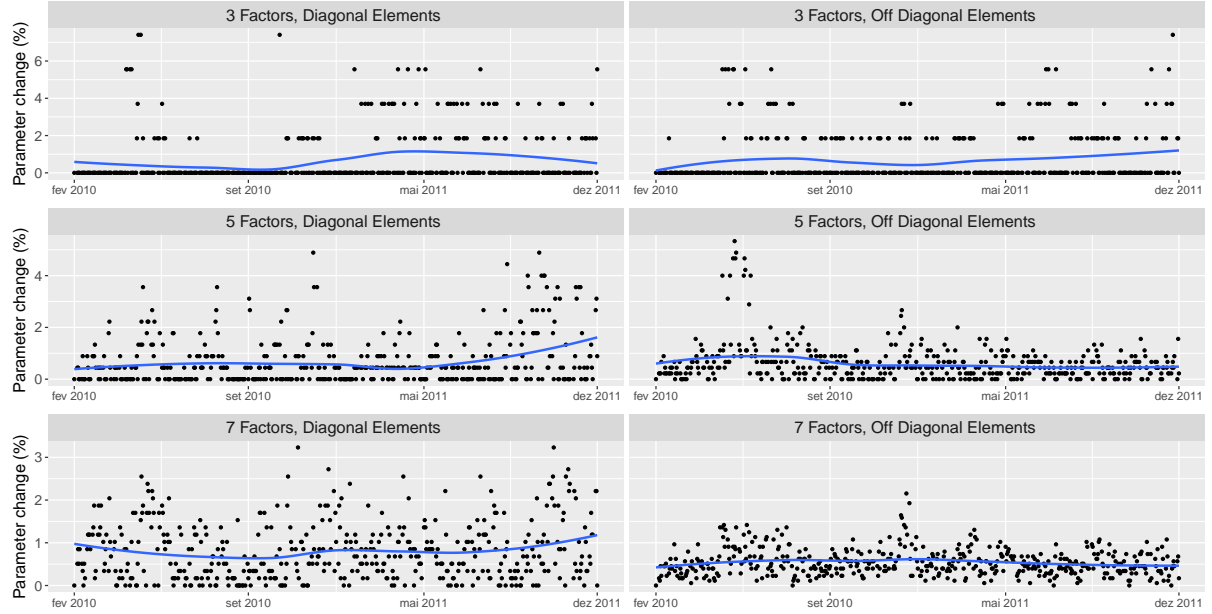 3 Factors, Diagonal Elements
3 Factors, Off Diagonal Elements
Parameter change (%)
6
4
2
0
fev 2010 set 2010 mai 2011 dez 2011
fev 2010 set 2010 mai 2011 dez 2011
5 Factors, Diagonal Elements
5 Factors, Off Diagonal Elements
Parameter change (%)
4
2
0
fev 2010 set 2010 mai 2011 dez 2011
fev 2010 set 2010 mai 2011 dez 2011
7 Factors, Diagonal Elements
7 Factors, Off Diagonal Elements
Parameter change (%)
3
2
1
0
fev 2010 set 2010 mai 2011 dez 2011
fev 2010 set 2010 mai 2011 dez 2011